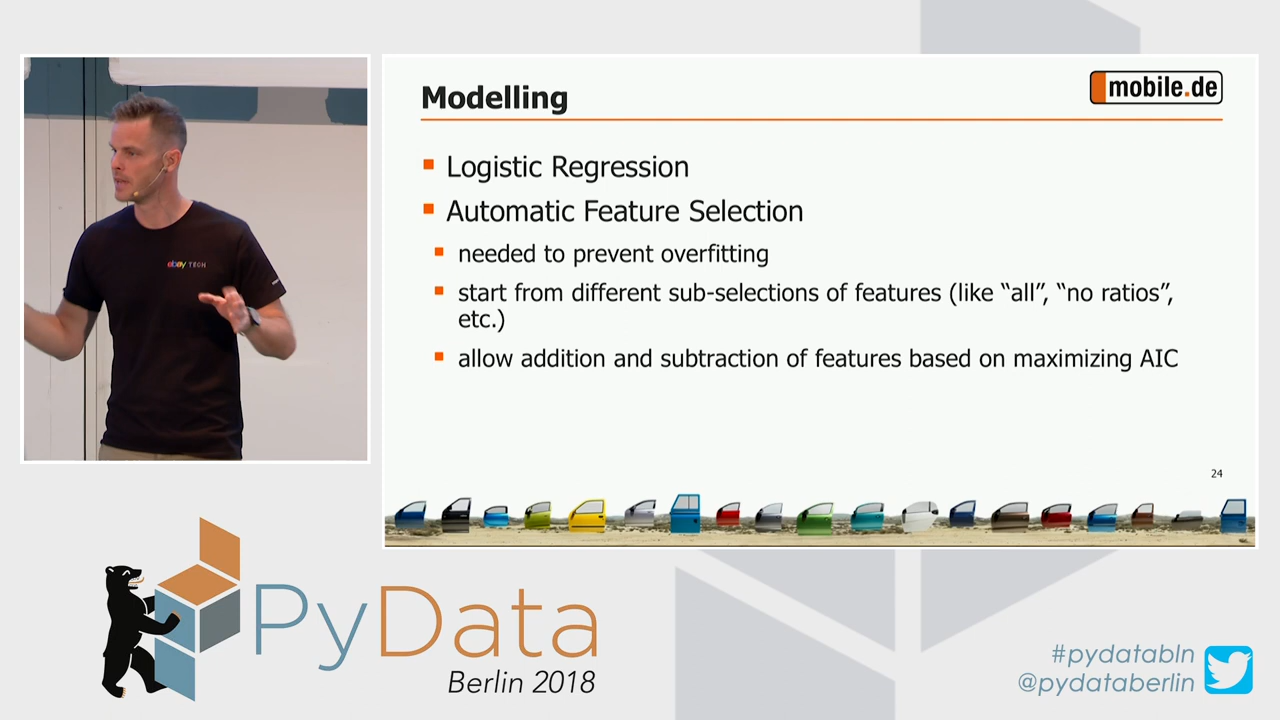 Modelling
mobile.de
Logistic Regression
Automatic Feature Selection
needed to prevent overfitting
start from different sub-selections of features (like “all”, “no ratios”,
etc.)
allow addition and subtraction of features based on maximizing AIC
24
ebay TECH
PyData
Berlin 2018
#pydatabln
@pydataberlin